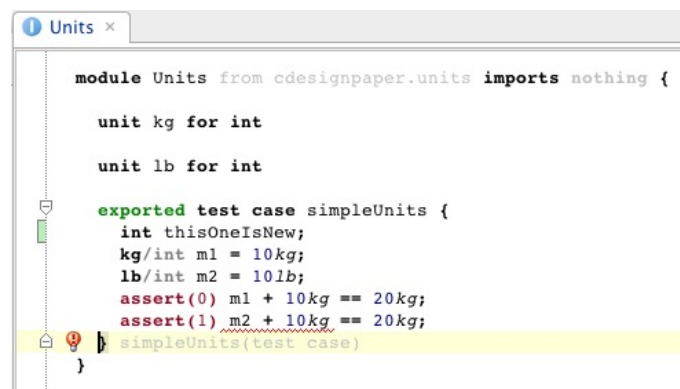 Units ×
module Units from cdesignpaper.units imports nothing {
unit kg for int
unit lb for int
exported test case simpleUnits {
int thisOneIsNew;
kg/int m1 = 10kg;
lb/int m2 = 10lb;
assert(0) m1 + 10kg == 20kg;
assert(1) m2 + 10kg == 20kg;
} simpleUnits(test case)
}